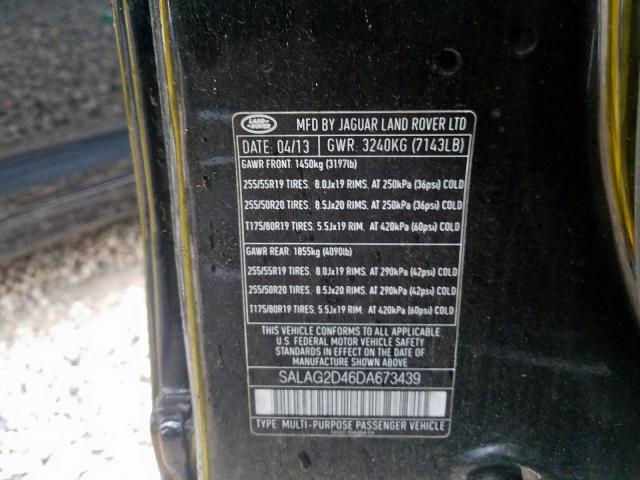 LAND ROVER
MFD BY JAGUAR LAND ROVER LTD
DATE: 04/13 GWR: 3240KG (7143LB)
GAWR FRONT: 1450kg (3197lb)
255/55R19 TIRES. 8.0Jx19 RIMS. AT 250kPa (36psi) COLD
255/50R20 TIRES. 8.5Jx20 RIMS. AT 250kPa (36psi) COLD
T175/80R19 TIRES. 5.5Jx19 RIM. AT 420kPa (60psi) COLD
GAWR REAR: 1855kg (4090lb)
255/55R19 TIRES. 8.0Jx19 RIMS. AT 290kPa (42psi) COLD
255/50R20 TIRES. 8.5Jx20 RIMS. AT 290kPa (42psi) COLD
T175/80R19 TIRES. 5.5Jx19 RIM. AT 420kPa (60psi) COLD
THIS VEHICLE CONFORMS TO ALL APPLICABLE
U.S FEDERAL MOTOR VEHICLE SAFETY
STANDARDS IN EFFECT ON THE DATE OF
MANUFACTURE SHOWN ABOVE
SALAG2D46DA673439
TYPE: MULTI-PURPOSE PASSENGER VEHICLE